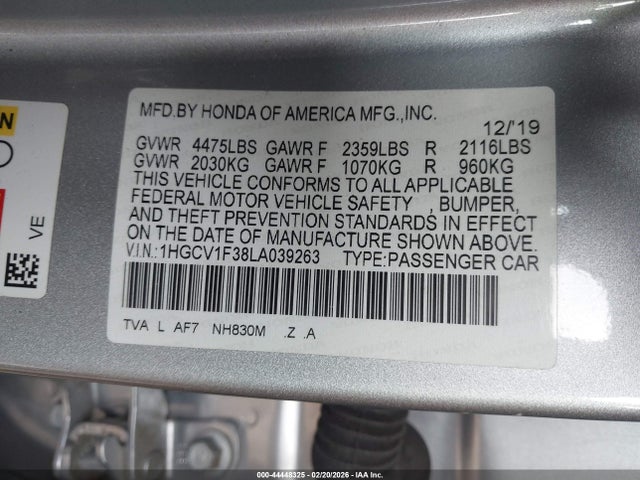 MFD.BY HONDA OF AMERICA MFG.,INC.
12/'19
GVWR 4475LBS GAWR F 2359LBS R 2116LBS
GVWR 2030KG GAWR F 1070KG R 960KG
THIS VEHICLE CONFORMS TO ALL APPLICABLE
FEDERAL MOTOR VEHICLE SAFETY , BUMPER,
AND THEFT PREVENTION STANDARDS IN EFFECT
ON THE DATE OF MANUFACTURE SHOWN ABOVE.
V.I.N.:1HGCV1F38LA039263 TYPE:PASSENGER CAR
TVA L AF7 NH830M .Z .A
VE
000-44448325 - 02/20/2026 - IAA Inc.